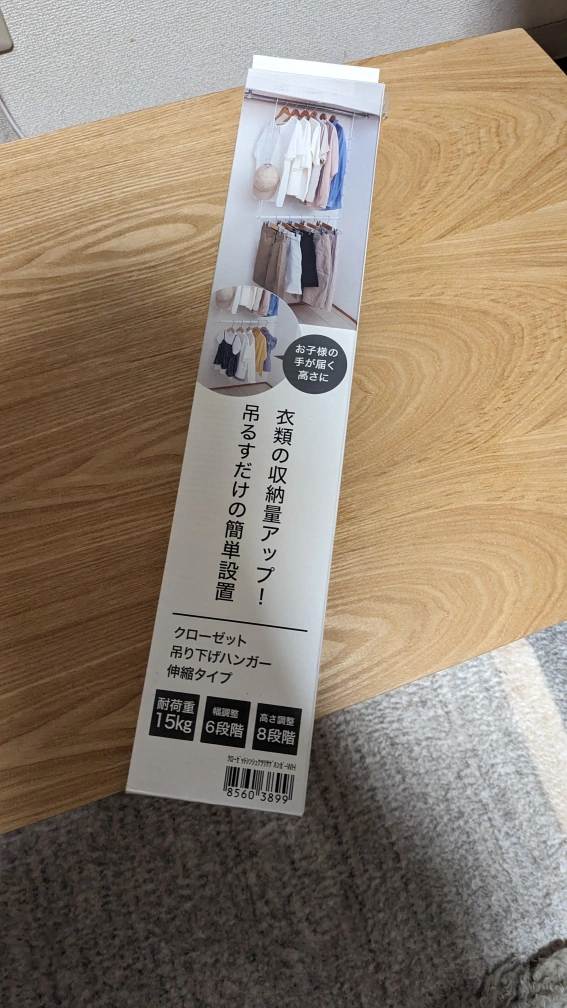 お子様の
手が届く
高さに
衣類の収納量アップ！
吊るすだけの簡単設置
クローゼット
吊り下げハンガー
伸縮タイプ
耐荷重
15kg
幅調整
6段階
高さ調整
8段階
8560 3899